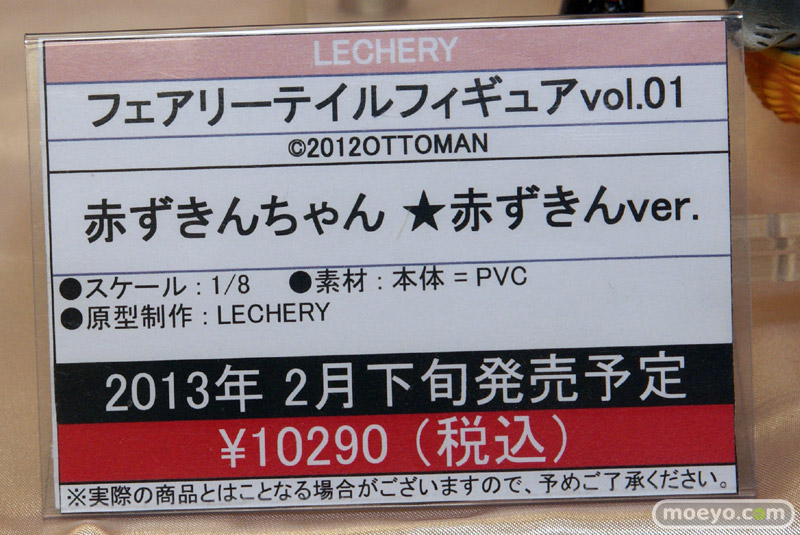 LECHERY
フェアリーテイルフィギュアvol.01
©2012OTTOMAN
赤ずきんちゃん ★赤ずきんver.
●スケール：1/8 ●素材：本体＝PVC
●原型制作：LECHERY
2013年 2月下旬発売予定
¥10290（税込）
※実際の商品とはことなる場合がございますので、予めご了承ください。
moeyo.com